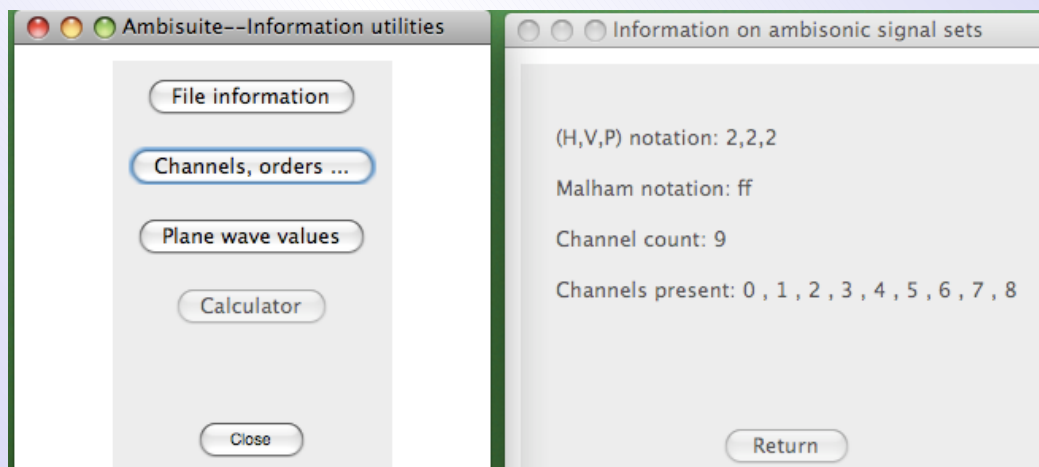 Ambisuite--Information utilities
File information
Channels, orders ...
Plane wave values
Calculator
Close
Information on ambisonic signal sets
(H,V,P) notation: 2,2,2
Malham notation: ff
Channel count: 9
Channels present: 0 , 1 , 2 , 3 , 4 , 5 , 6 , 7 , 8
Return